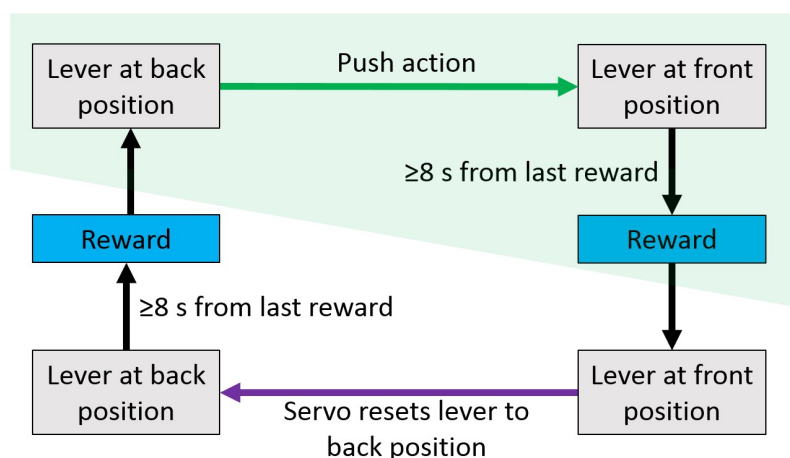 Lever at back
position
Push action
Lever at front
position
≥8 s from last reward
Reward
Reward
≥8 s from last reward
Lever at back
position
Servo resets lever to
back position
Lever at front
position